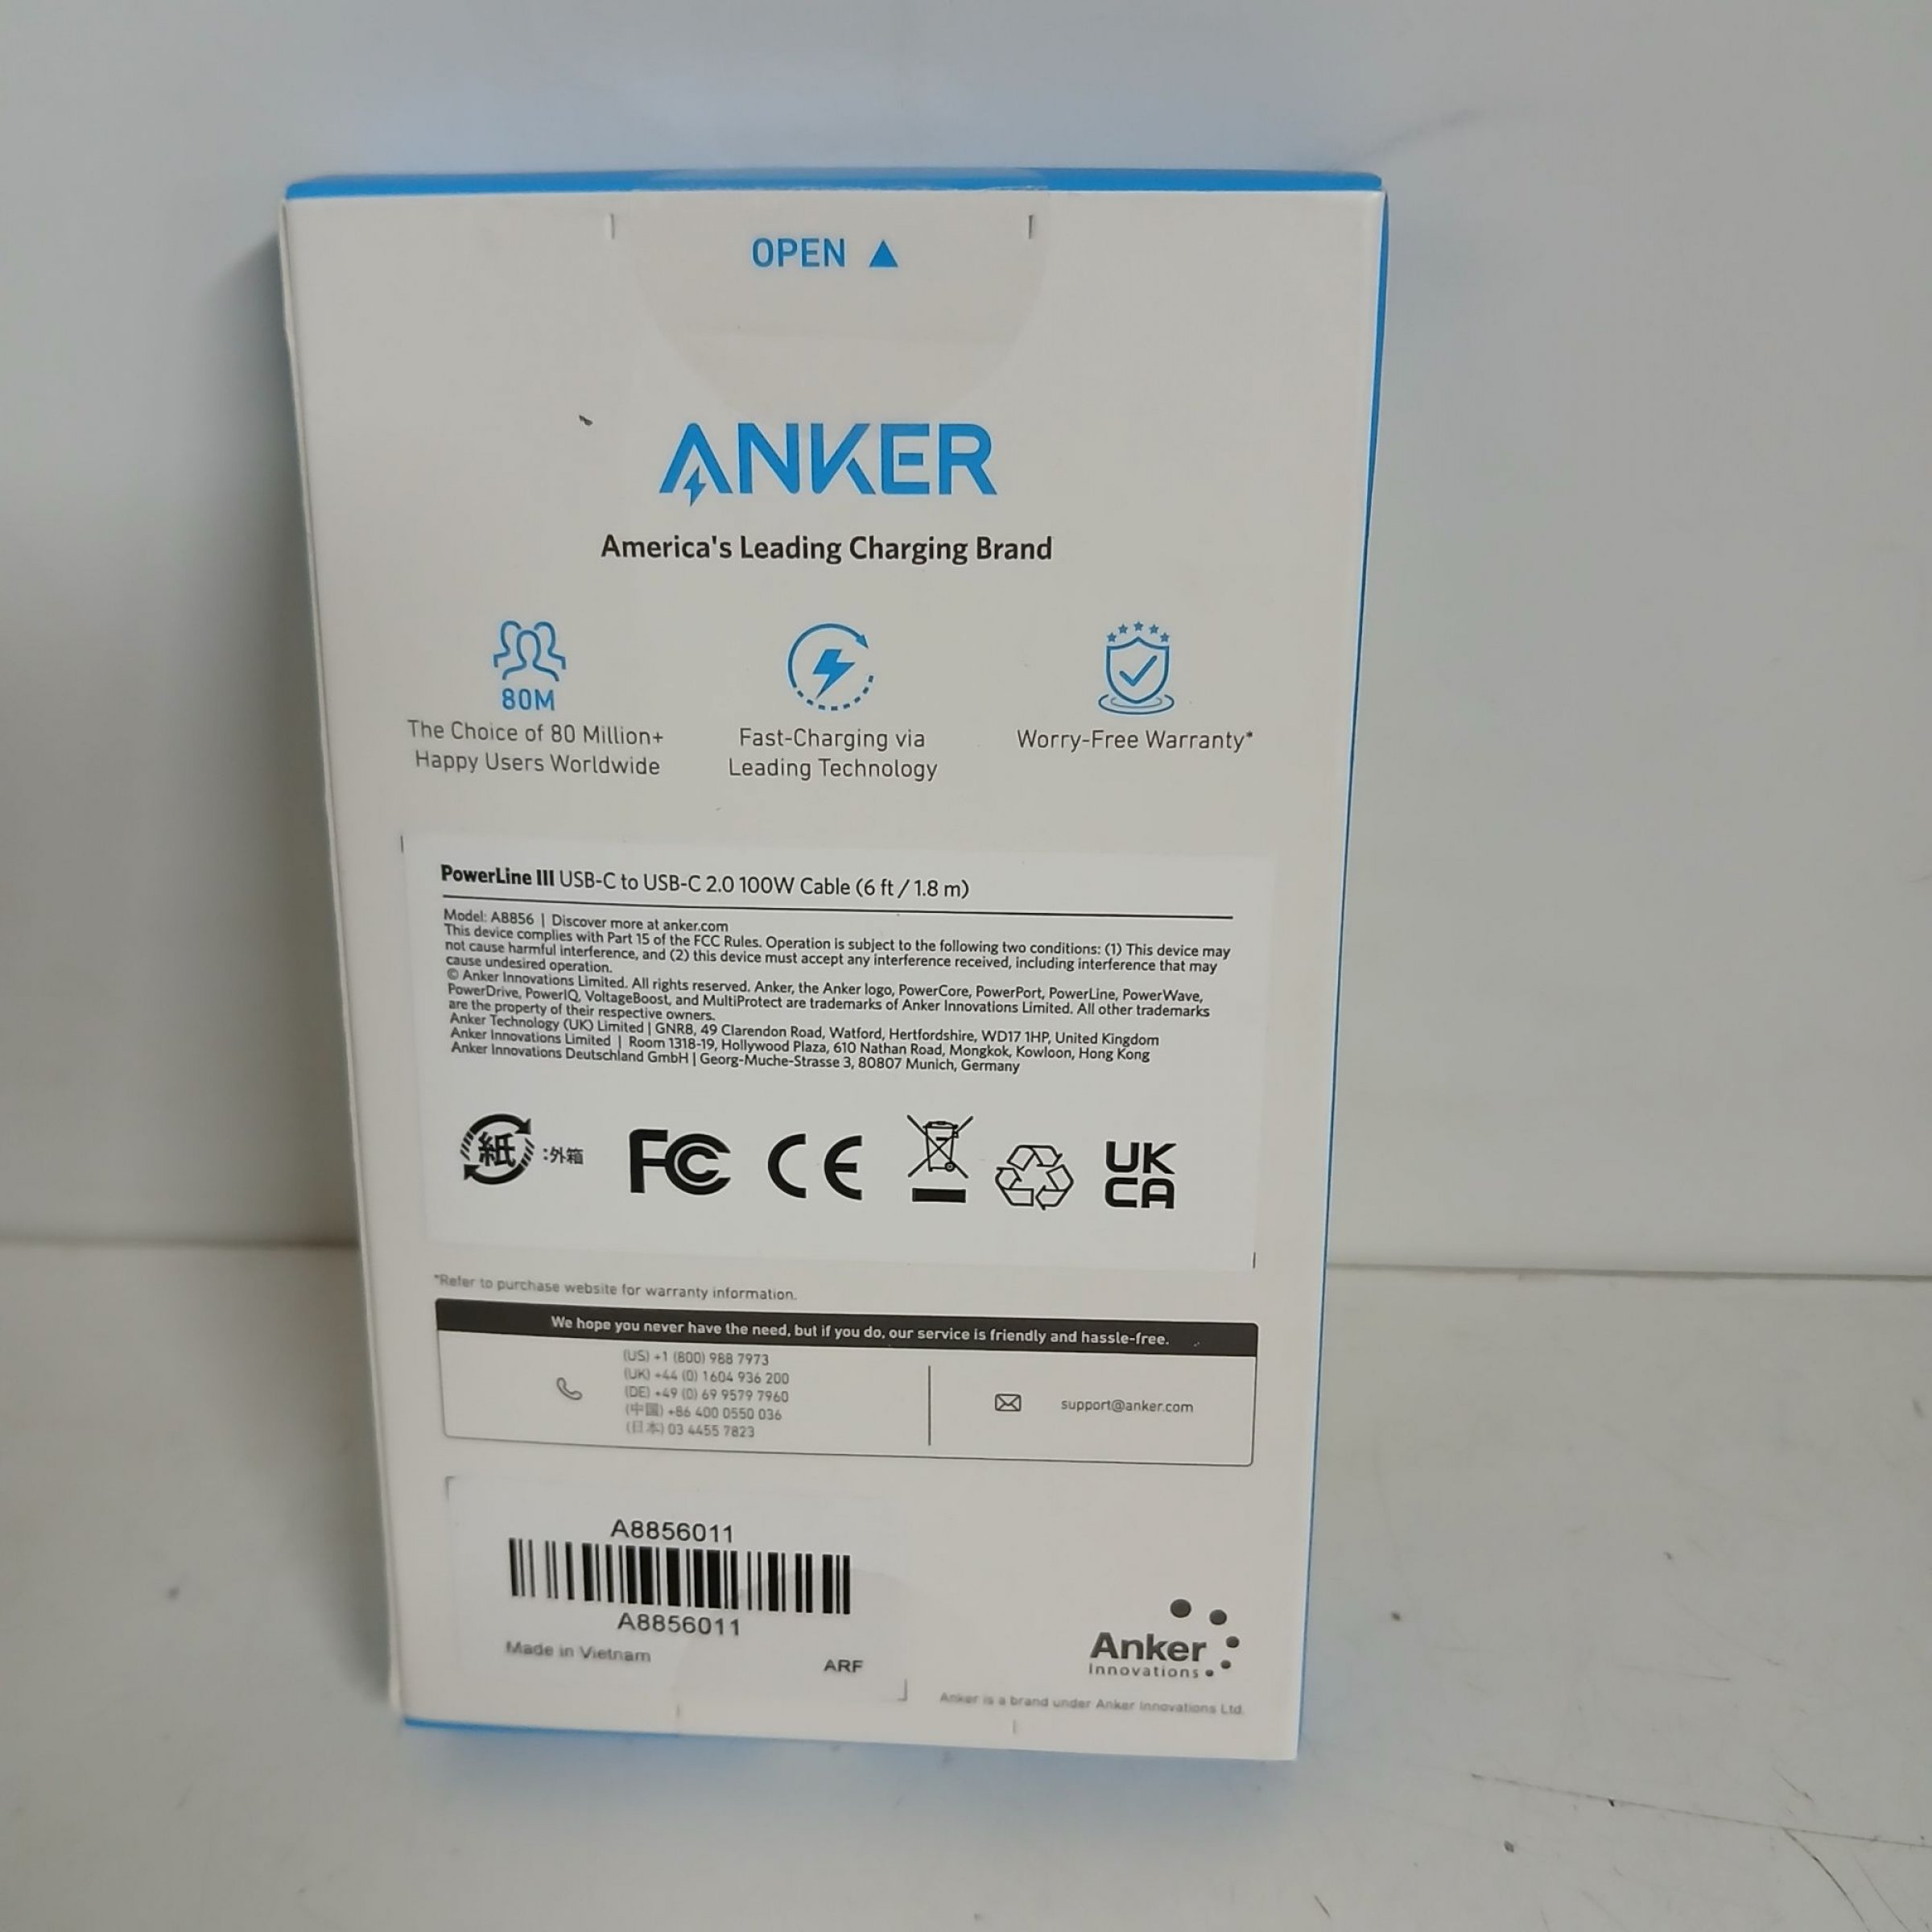 OPEN ▲
ANKER
America's Leading Charging Brand
80M
The Choice of 80 Million+
Happy Users Worldwide
Fast-Charging via
Leading Technology
Worry-Free Warranty*
PowerLine III USB-C to USB-C 2.0 100W Cable (6 ft / 1.8 m)
Model: A8856 | Discover more at anker.com
This device complies with Part 15 of the FCC Rules. Operation is subject to the following two conditions: (1) This device may
not cause harmful interference, and (2) this device must accept any interference received, including interference that may
cause undesired operation.
© Anker Innovations Limited. All rights reserved. Anker, the Anker logo, PowerCore, PowerPort, PowerLine, PowerWave,
PowerDrive, PowerIQ, VoltageBoost, and MultiProtect are trademarks of Anker Innovations Limited. All other trademarks
are the property of their respective owners.
Anker Technology (UK) Limited | GNR8, 49 Clarendon Road, Watford, Hertfordshire, WD17 1HP, United Kingdom
Anker Innovations Limited | Room 1318-19, Hollywood Plaza, 610 Nathan Road, Mongkok, Kowloon, Hong Kong
Anker Innovations Deutschland GmbH | Georg-Muche-Strasse 3, 80807 Munich, Germany
紙 :外箱
FC CE
UK
CA
*Refer to purchase website for warranty information.
We hope you never have the need, but if you do, our service is friendly and hassle-free.
(US) +1 (800) 988 7973
(UK) +44 (0) 1604 936 200
(DE) +49 (0) 69 9579 7960
(中国) +86 400 0550 036
(日本) 03 4455 7823
support@anker.com
A8856011
A8856011
Made in Vietnam
ARF
Anker
Innovations
Anker is a brand under Anker Innovations Ltd.